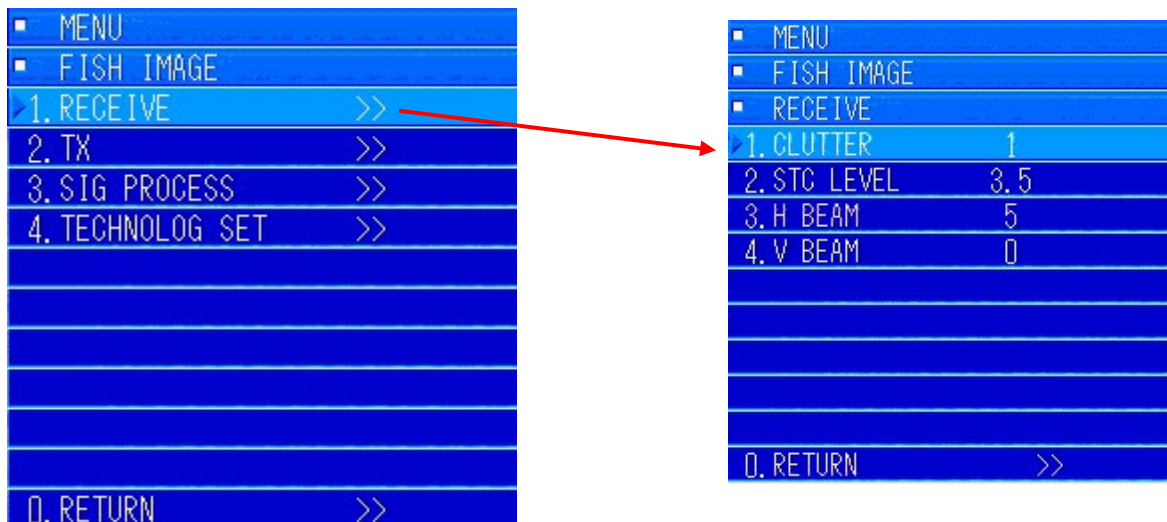 MENU
FISH IMAGE
1. RECEIVE >>
2. TX >>
3. SIG PROCESS >>
4. TECHNOLOG SET >>
0. RETURN >>
MENU
FISH IMAGE
RECEIVE
1. CLUTTER 1
2. STC LEVEL 3.5
3. H BEAM 5
4. V BEAM 0
0. RETURN >>